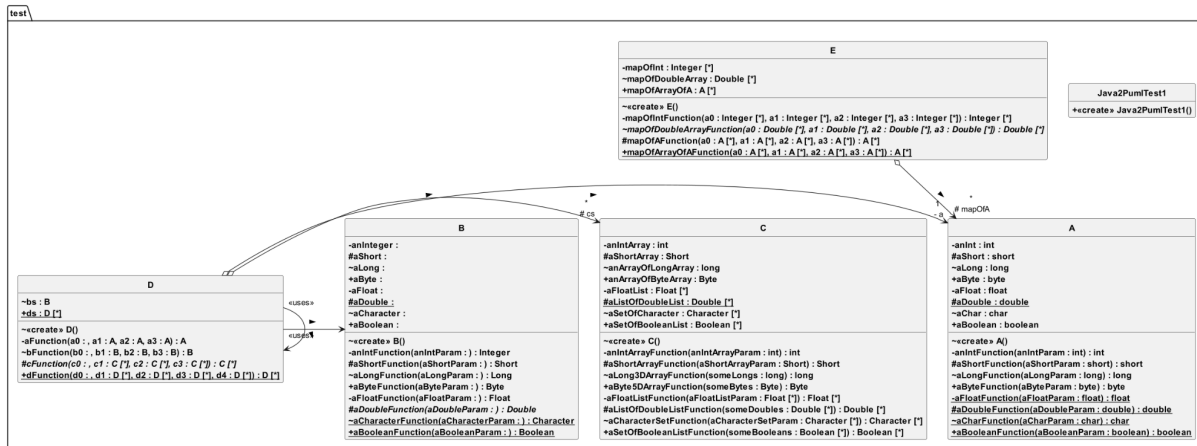 test
E
-mapOfInt : Integer [*]
~mapOfDoubleArray : Double [*]
+mapOfArrayOfA : A [*]
~«create» E()
-mapOfIntFunction(a0 : Integer [*], a1 : Integer [*], a2 : Integer [*], a3 : Integer [*]) : Integer [*]
~mapOfDoubleArrayFunction(a0 : Double [*], a1 : Double [*], a2 : Double [*], a3 : Double [*]) : Double [*]
#mapOfAFunction(a0 : A [*], a1 : A [*], a2 : A [*], a3 : A [*]) : A [*]
+mapOfArrayOfAFunction(a0 : A [*], a1 : A [*], a2 : A [*], a3 : A [*]) : A [*]
Java2PumlTest1
+«create» Java2PumlTest1()
*
# cs
1
- a
*
# mapOfA
D
~bs : B
+ds : D [*]
~«create» D()
-aFunction(a0 : , a1 : A, a2 : A, a3 : A) : A
~bFunction(b0 : , b1 : B, b2 : B, b3 : B) : B
#cFunction(c0 : , c1 : C [*], c2 : C [*], c3 : C [*]) : C [*]
+dFunction(d0 : , d1 : D [*], d2 : D [*], d3 : D [*], d4 : D [*]) : D [*]
«uses»
«uses»
B
-anInteger :
#aShort :
~aLong :
+aByte :
-aFloat :
#aDouble :
~aCharacter :
+aBoolean :
~«create» B()
-anIntFunction(anIntParam : ) : Integer
#aShortFunction(aShortParam : ) : Short
~aLongFunction(aLongParam : ) : Long
+aByteFunction(aByteParam : ) : Byte
-aFloatFunction(aFloatParam : ) : Float
#aDoubleFunction(aDoubleParam : ) : Double
~aCharacterFunction(aCharacterParam : ) : Character
+aBooleanFunction(aBooleanParam : ) : Boolean
C
-anIntArray : int
#aShortArray : Short
~anArrayOfLongArray : long
+anArrayOfByteArray : Byte
-aFloatList : Float [*]
#aListOfDoubleList : Double [*]
~aSetOfCharacter : Character [*]
+aSetOfBooleanList : Boolean [*]
~«create» C()
-anIntArrayFunction(anIntArrayParam : int) : int
#aShortArrayFunction(aShortArrayParam : Short) : Short
~aLong3DArrayFunction(someLongs : long) : long
+aByte5DArrayFunction(someBytes : Byte) : Byte
-aFloatListFunction(aFloatListParam : Float [*]) : Float [*]
#aListOfDoubleListFunction(someDoubles : Double [*]) : Double [*]
~aCharacterSetFunction(aCharacterSetParam : Character [*]) : Character [*]
+aSetOfBooleanListFunction(someBooleans : Boolean [*]) : Boolean [*]
A
-anInt : int
#aShort : short
~aLong : long
+aByte : byte
-aFloat : float
#aDouble : double
~aChar : char
+aBoolean : boolean
~«create» A()
-anIntFunction(anIntParam : int) : int
#aShortFunction(aShortParam : short) : short
~aLongFunction(aLongParam : long) : long
+aByteFunction(aByteParam : byte) : byte
-aFloatFunction(aFloatParam : float) : float
#aDoubleFunction(aDoubleParam : double) : double
~aCharFunction(aCharParam : char) : char
+aBooleanFunction(aBooleanParam : boolean) : boolean